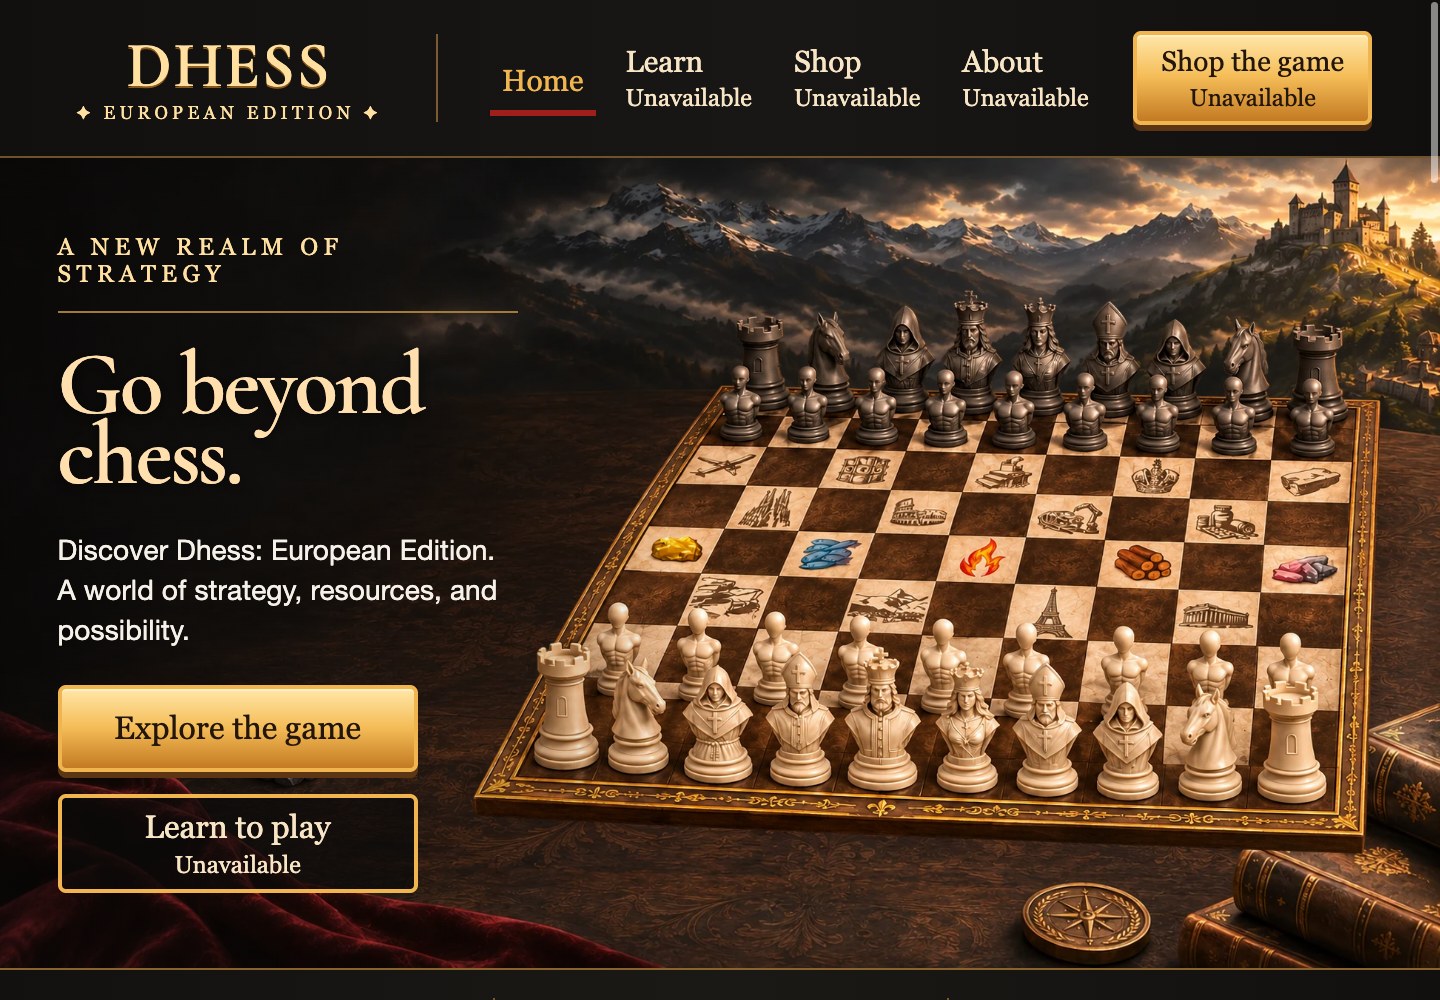 DHESS
✦ EUROPEAN EDITION ✦
Home
Learn
Unavailable
Shop
Unavailable
About
Unavailable
Shop the game
Unavailable
A NEW REALM OF
STRATEGY
Go beyond
chess.
Discover Dhess: European Edition.
A world of strategy, resources, and
possibility.
Explore the game
Learn to play
Unavailable